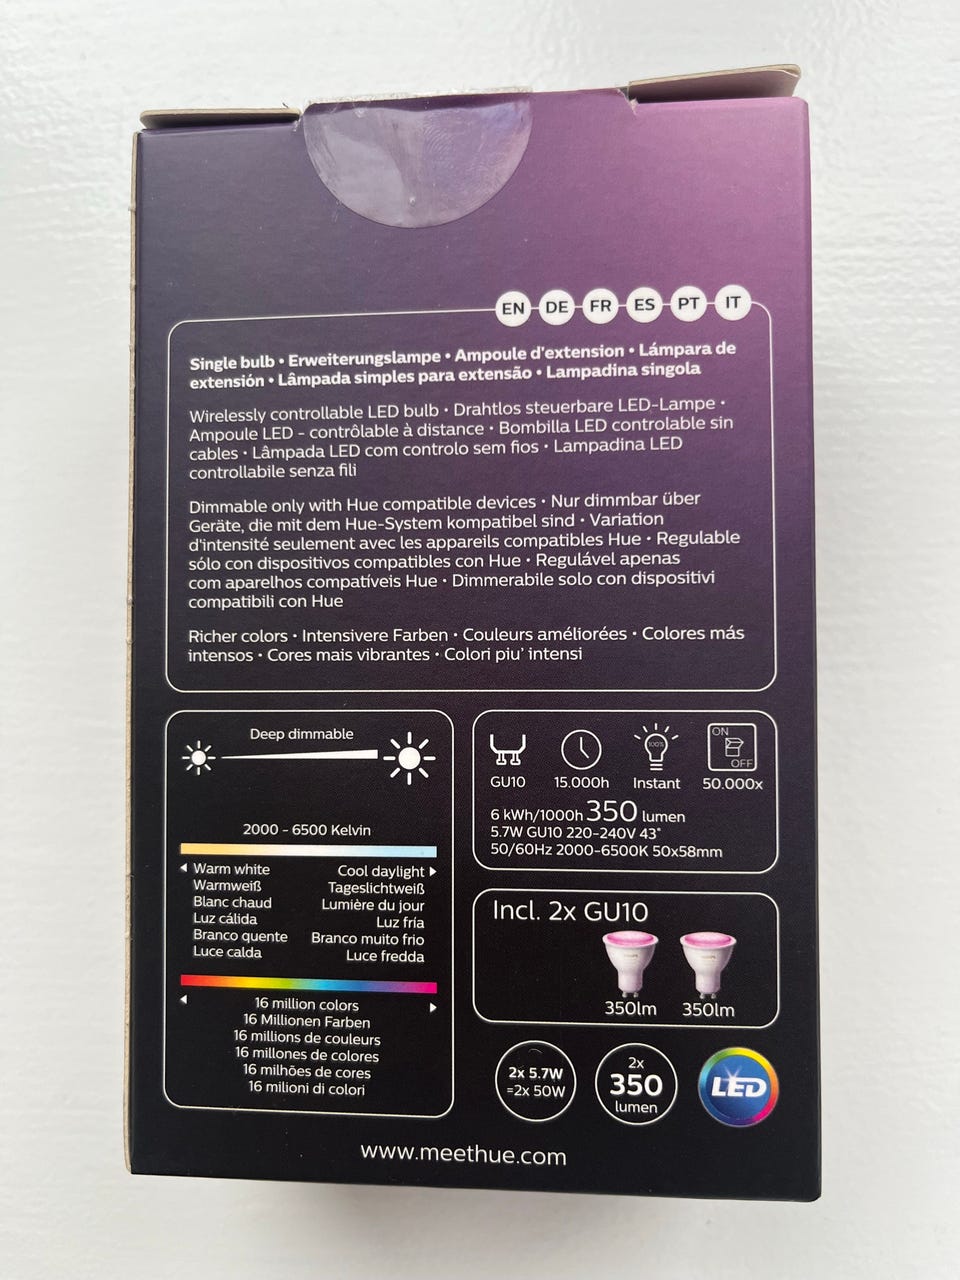 EN DE FR ES PT IT
Single bulb • Erweiterungslampe • Ampoule d'extension • Lámpara de
extensión • Lâmpada simples para extensão • Lampadina singola
Wirelessly controllable LED bulb • Drahtlos steuerbare LED-Lampe •
Ampoule LED - contrôlable à distance • Bombilla LED controlable sin
cables • Lâmpada LED com controlo sem fios • Lampadina LED
controllabile senza fili
Dimmable only with Hue compatible devices • Nur dimmbar über
Geräte, die mit dem Hue-System kompatibel sind • Variation
d'intensité seulement avec les appareils compatibles Hue • Regulable
sólo con dispositivos compatibles con Hue • Regulável apenas
com aparelhos compatíveis Hue • Dimmerabile solo con dispositivi
compatibili con Hue
Richer colors • Intensivere Farben • Couleurs améliorées • Colores más
intensos • Cores mais vibrantes • Colori piu' intensi
Deep dimmable
2000 - 6500 Kelvin
Warm white Cool daylight
Warmweiß Tageslichtweiß
Blanc chaud Lumière du jour
Luz cálida Luz fría
Branco quente Branco muito frio
Luce calda Luce fredda
16 million colors
16 Millionen Farben
16 millions de couleurs
16 millones de colores
16 milhões de cores
16 milioni di colori
100%
ON
OFF
GU10 15.000h Instant 50.000x
6 kWh/1000h 350 lumen
5.7W GU10 220-240V 43°
50/60Hz 2000-6500K 50x58mm
Incl. 2x GU10
350lm 350lm
2x 5.7W
=2x 50W
2x
350
lumen
LED
www.meethue.com